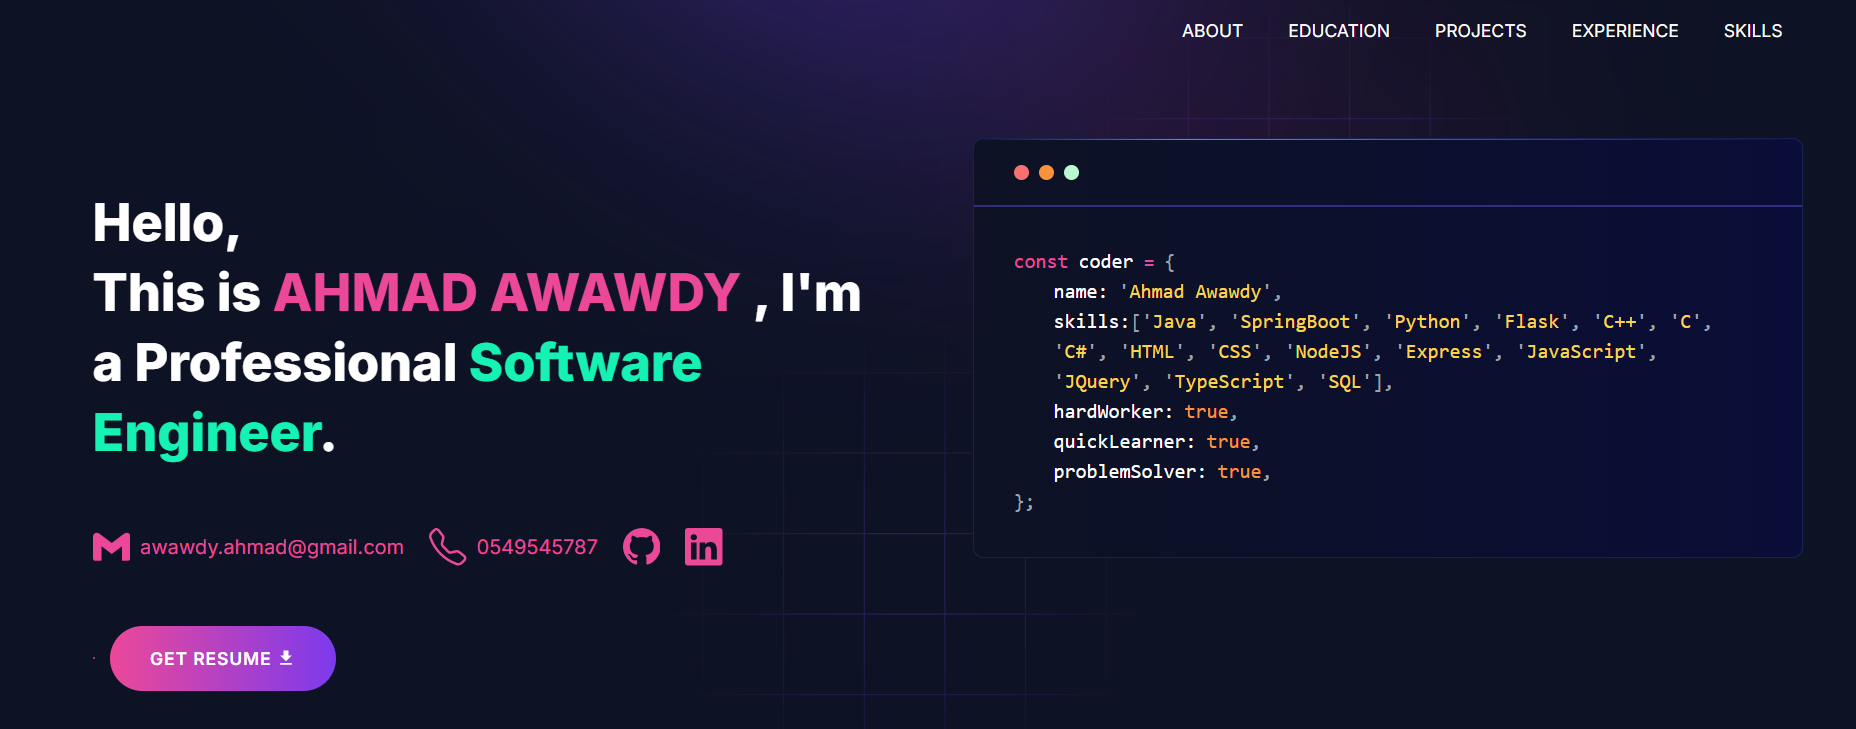 ABOUT EDUCATION PROJECTS EXPERIENCE SKILLS
Hello,
This is AHMAD AWAWDY , I'm
a Professional Software
Engineer.
awawdy.ahmad@gmail.com 0549545787
GET RESUME
const coder = {
name: 'Ahmad Awawdy',
skills:['Java', 'SpringBoot', 'Python', 'Flask', 'C++', 'C',
'C#', 'HTML', 'CSS', 'NodeJS', 'Express', 'JavaScript',
'JQuery', 'TypeScript', 'SQL'],
hardWorker: true,
quickLearner: true,
problemSolver: true,
};